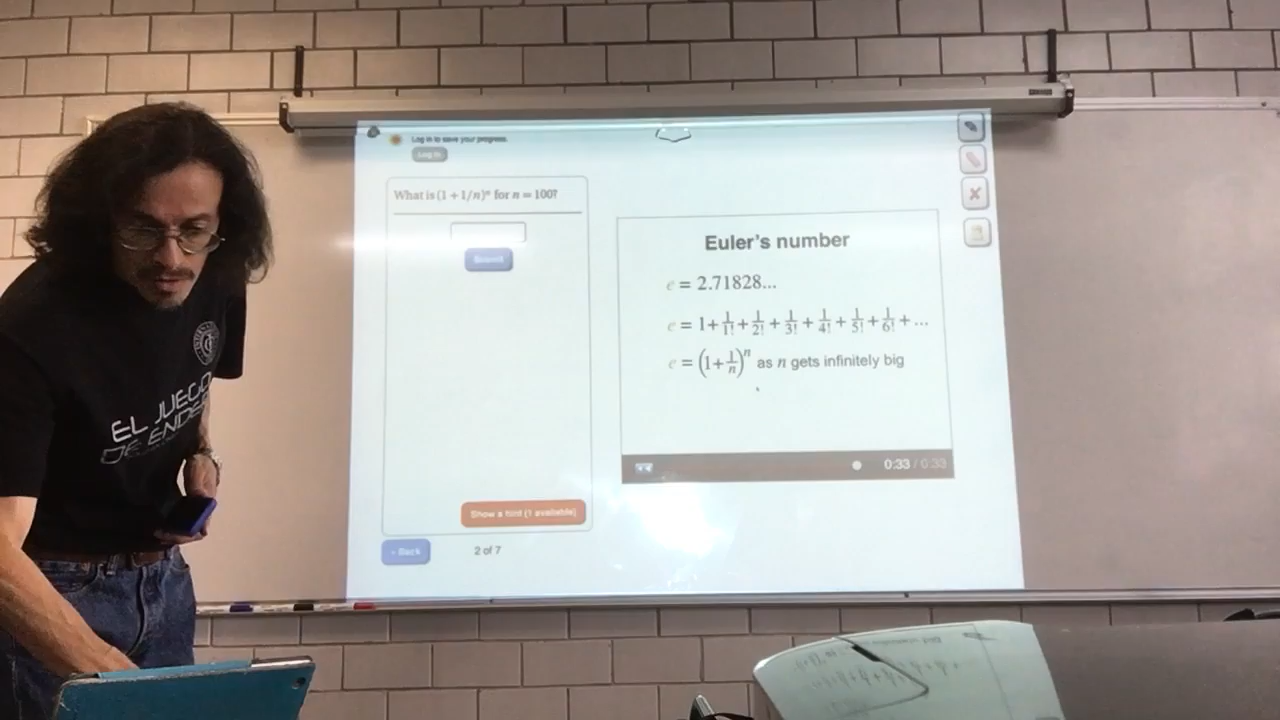 Log in to save your progress.
Log in
What is (1 + 1/n)ⁿ for n = 100?
Submit
Show a hint (1 available)
< Back
2 of 7
Euler's number
e = 2.71828...
e = 1+1/1!+1/2!+1/3!+1/4!+1/5!+1/6!+...
e = (1+1/n)ⁿ as n gets infinitely big
0:33 / 0:33
EL JUEGO
DE ENDER